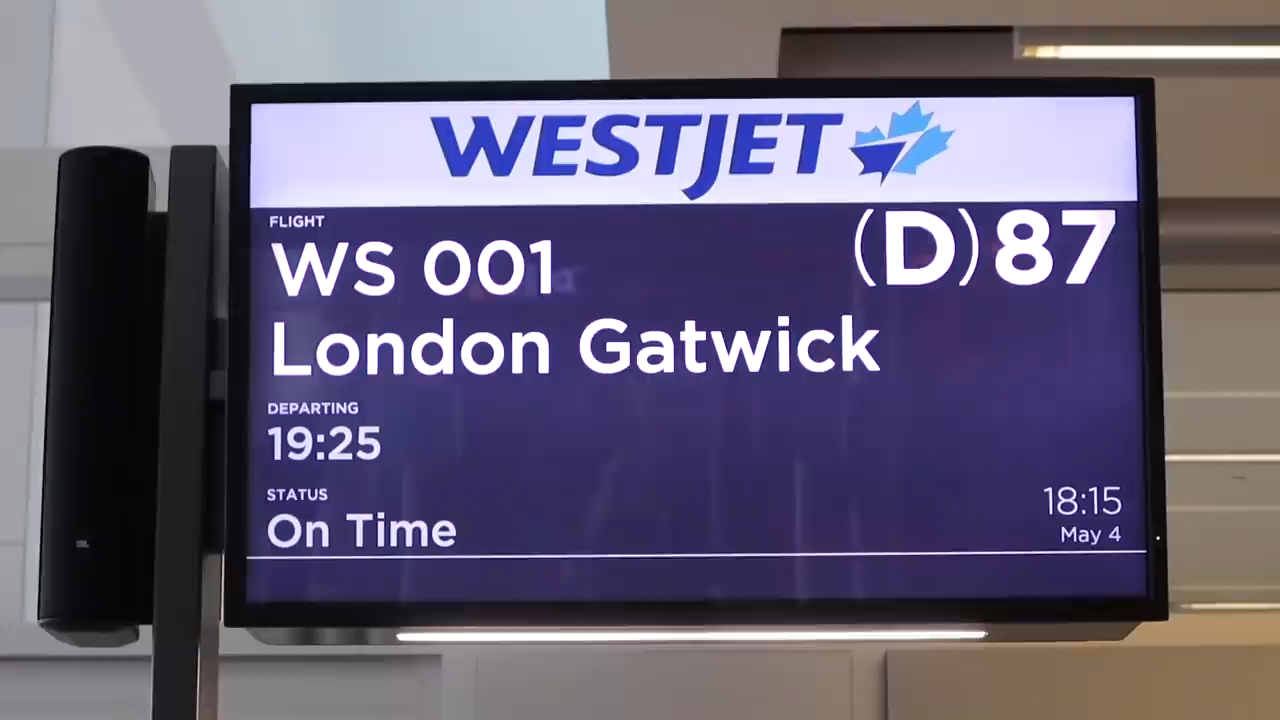 WESTJET
FLIGHT
WS 001
(D) 87
London Gatwick
DEPARTING
19:25
STATUS
On Time
18:15
May 4